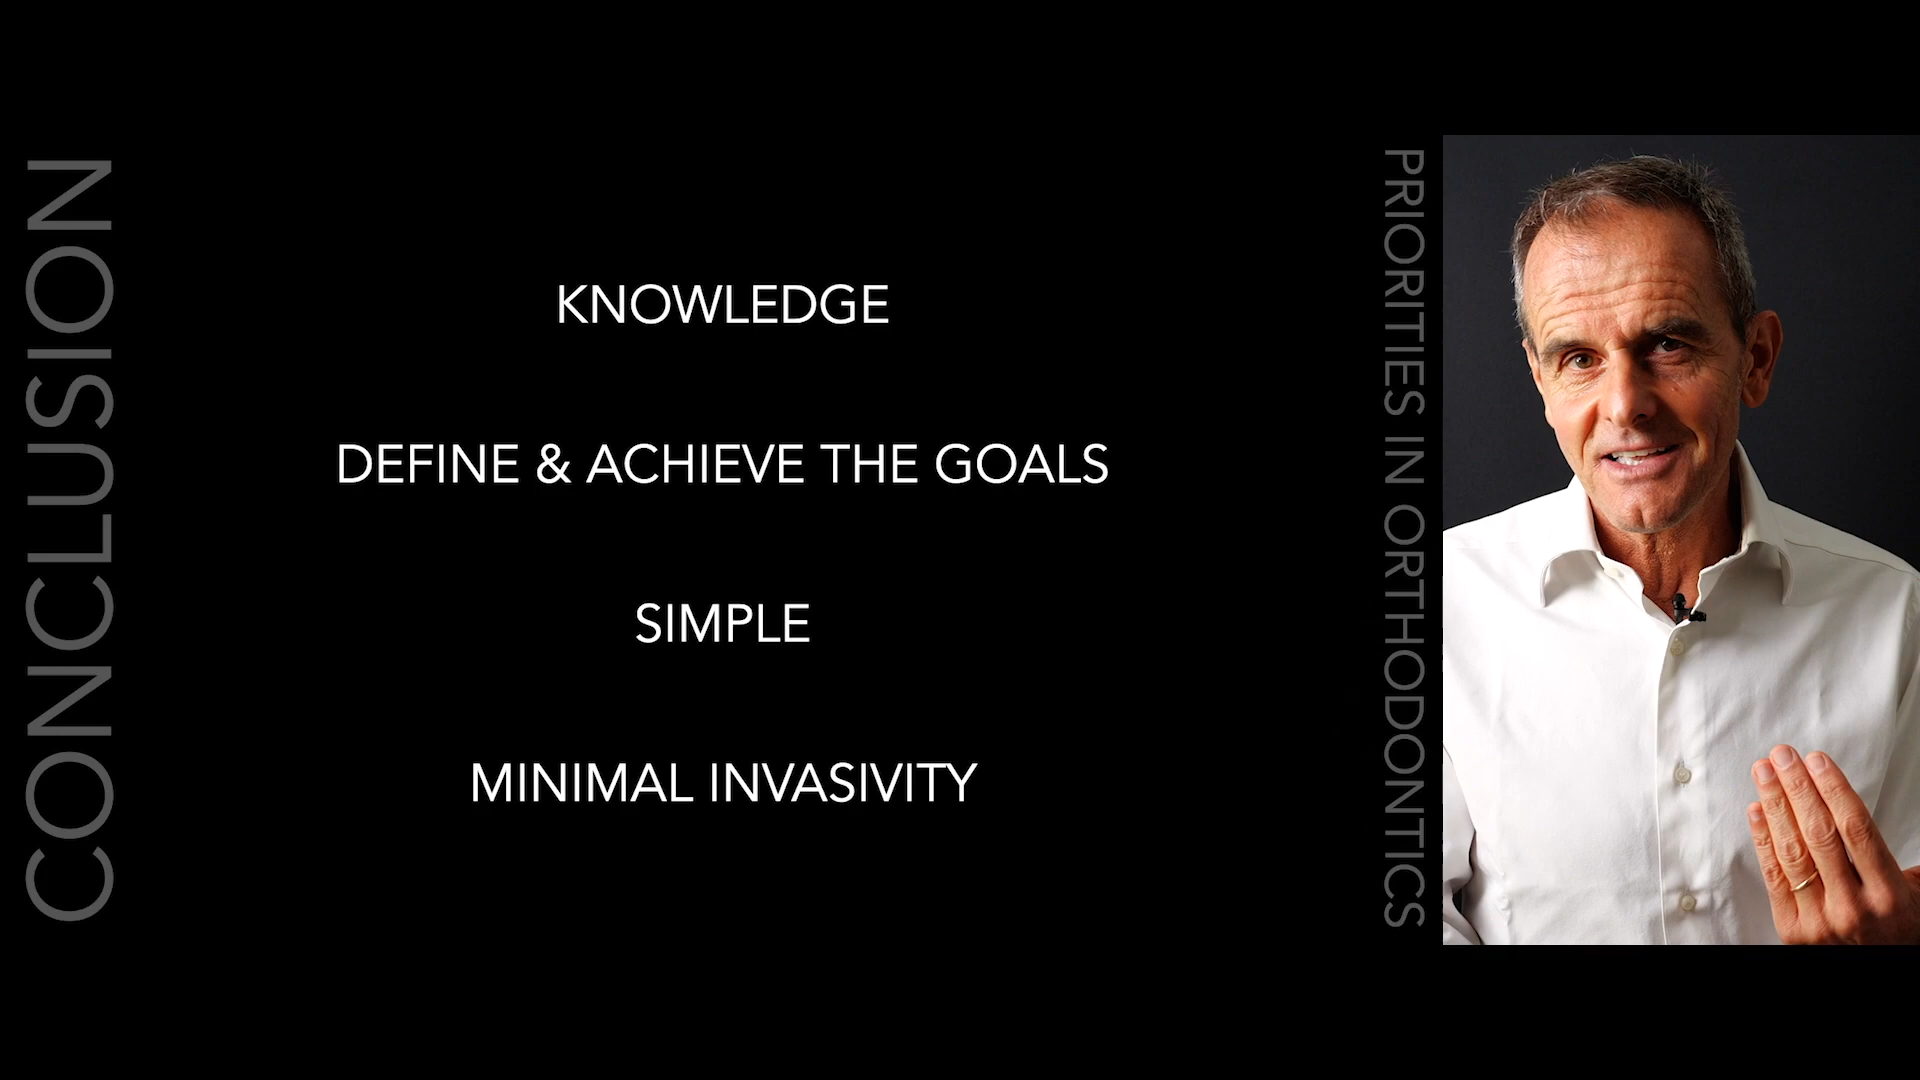 CONCLUSION
KNOWLEDGE
DEFINE & ACHIEVE THE GOALS
SIMPLE
MINIMAL INVASIVITY
PRIORITIES IN ORTHODONTICS